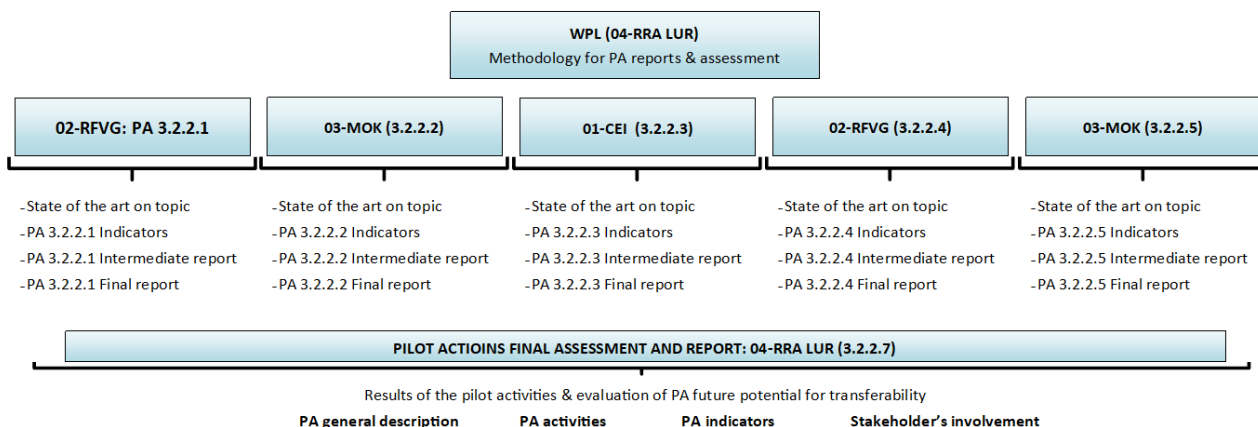 WPL (04-RRA LUR)
Methodology for PA reports & assessment
02-RFVG: PA 3.2.2.1
03-MOK (3.2.2.2)
01-CEI (3.2.2.3)
02-RFVG (3.2.2.4)
03-MOK (3.2.2.5)
-State of the art on topic
-PA 3.2.2.1 Indicators
-PA 3.2.2.1 Intermediate report
-PA 3.2.2.1 Final report
-State of the art on topic
-PA 3.2.2.2 Indicators
-PA 3.2.2.2 Intermediate report
-PA 3.2.2.2 Final report
-State of the art on topic
-PA 3.2.2.3 Indicators
-PA 3.2.2.3 Intermediate report
-PA 3.2.2.3 Final report
-State of the art on topic
-PA 3.2.2.4 Indicators
-PA 3.2.2.4 Intermediate report
-PA 3.2.2.4 Final report
-State of the art on topic
-PA 3.2.2.5 Indicators
-PA 3.2.2.5 Intermediate report
-PA 3.2.2.5 Final report
PILOT ACTIOINS FINAL ASSESSMENT AND REPORT: 04-RRA LUR (3.2.2.7)
Results of the pilot activities & evaluation of PA future potential for transferability
PA general description PA activities PA indicators Stakeholder's involvement